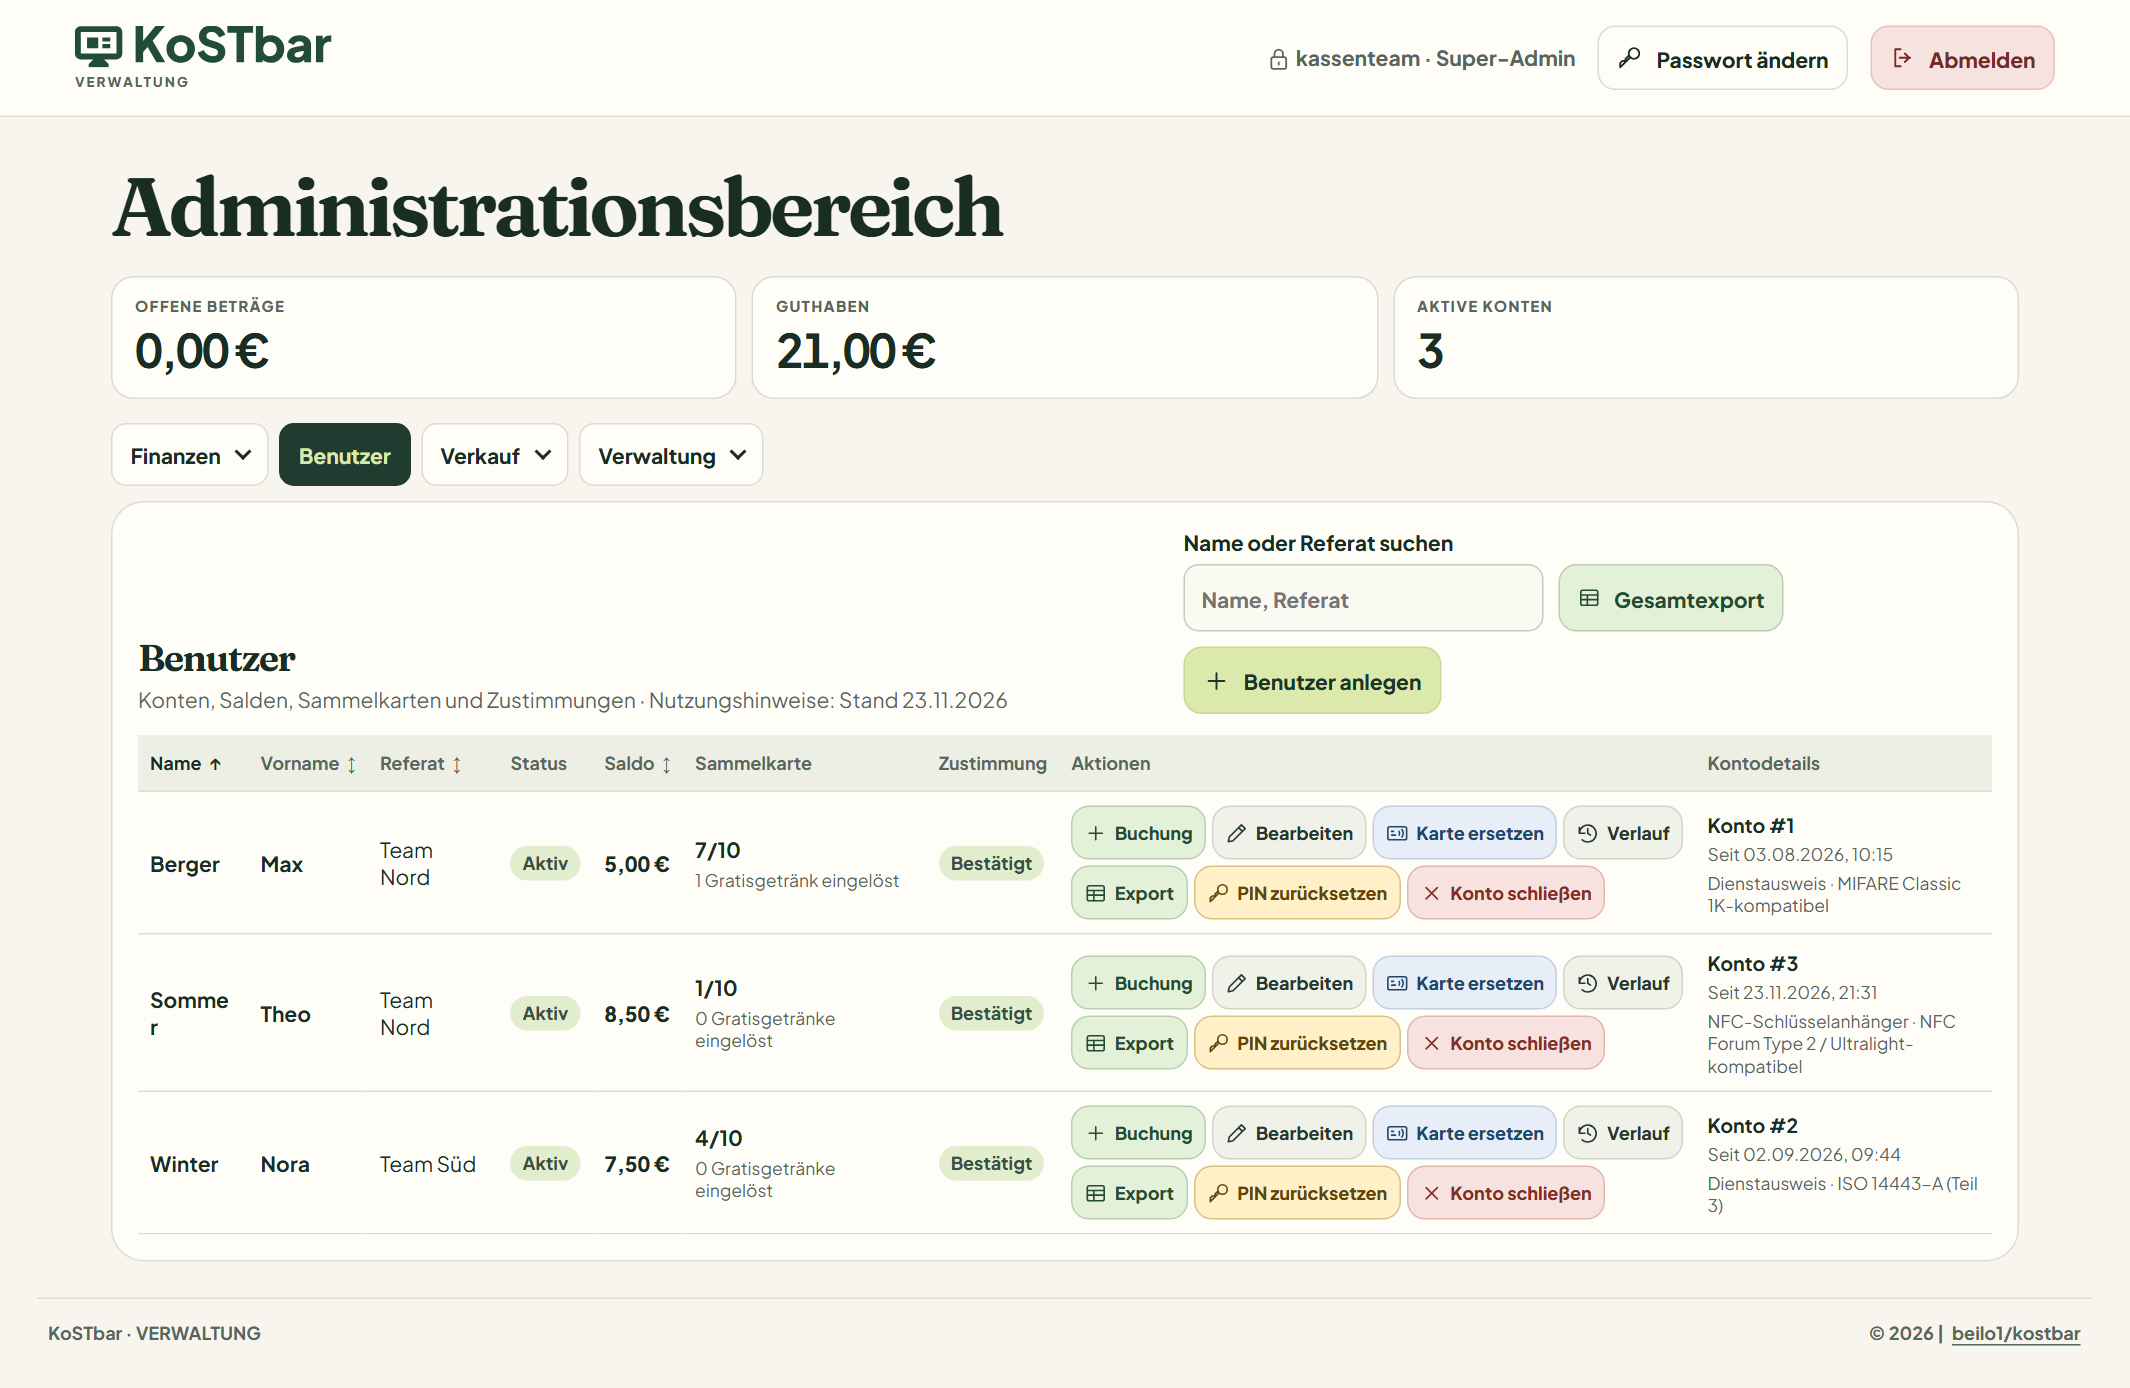 KoSTbar
VERWALTUNG
kassenteam · Super-Admin
Passwort ändern
Abmelden
Administrationsbereich
OFFENE BETRÄGE
0,00 €
GUTHABEN
21,00 €
AKTIVE KONTEN
3
Finanzen
Benutzer
Verkauf
Verwaltung
Name oder Referat suchen
Name, Referat
Gesamtexport
Benutzer anlegen
Benutzer
Konten, Salden, Sammelkarten und Zustimmungen · Nutzungshinweise: Stand 23.11.2026
Name ↑ Vorname ↕ Referat ↕ Status Saldo ↕ Sammelkarte Zustimmung Aktionen Kontodetails
Berger
Max
Team
Nord
Aktiv
5,00 €
7/10
1 Gratisgetränk eingelöst
Bestätigt
Buchung
Bearbeiten
Karte ersetzen
Verlauf
Export
PIN zurücksetzen
Konto schließen
Konto #1
Seit 03.08.2026, 10:15
Dienstausweis · MIFARE Classic
1K-kompatibel
Somme
r
Theo
Team
Nord
Aktiv
8,50 €
1/10
0 Gratisgetränke
eingelöst
Bestätigt
Buchung
Bearbeiten
Karte ersetzen
Verlauf
Export
PIN zurücksetzen
Konto schließen
Konto #3
Seit 23.11.2026, 21:31
NFC-Schlüsselanhänger · NFC
Forum Type 2 / Ultralight-
kompatibel
Winter
Nora
Team Süd
Aktiv
7,50 €
4/10
0 Gratisgetränke
eingelöst
Bestätigt
Buchung
Bearbeiten
Karte ersetzen
Verlauf
Export
PIN zurücksetzen
Konto schließen
Konto #2
Seit 02.09.2026, 09:44
Dienstausweis · ISO 14443-A (Teil
3)
KoSTbar · VERWALTUNG
© 2026 | beilo1/kostbar